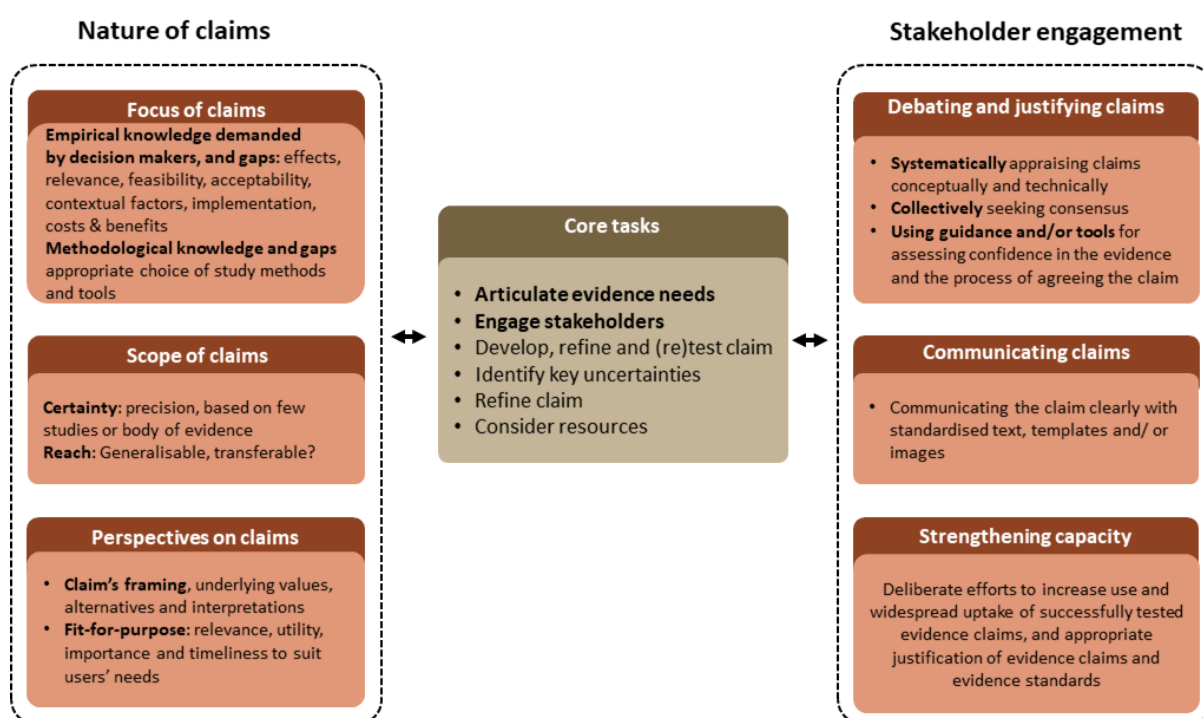 Nature of claims
Focus of claims
Empirical knowledge demanded
by decision makers, and gaps: effects,
relevance, feasibility, acceptability,
contextual factors, implementation,
costs & benefits
Methodological knowledge and gaps
appropriate choice of study methods
and tools
Scope of claims
Certainty: precision, based on few
studies or body of evidence
Reach: Generalisable, transferable?
Perspectives on claims
• Claim's framing, underlying values,
alternatives and interpretations
• Fit-for-purpose: relevance, utility,
importance and timeliness to suit
users' needs
Core tasks
• Articulate evidence needs
• Engage stakeholders
• Develop, refine and (re)test claim
• Identify key uncertainties
• Refine claim
• Consider resources
Stakeholder engagement
Debating and justifying claims
• Systematically appraising claims
conceptually and technically
• Collectively seeking consensus
• Using guidance and/or tools for
assessing confidence in the evidence
and the process of agreeing the claim
Communicating claims
• Communicating the claim clearly with
standardised text, templates and/ or
images
Strengthening capacity
Deliberate efforts to increase use and
widespread uptake of successfully tested
evidence claims, and appropriate
justification of evidence claims and
evidence standards